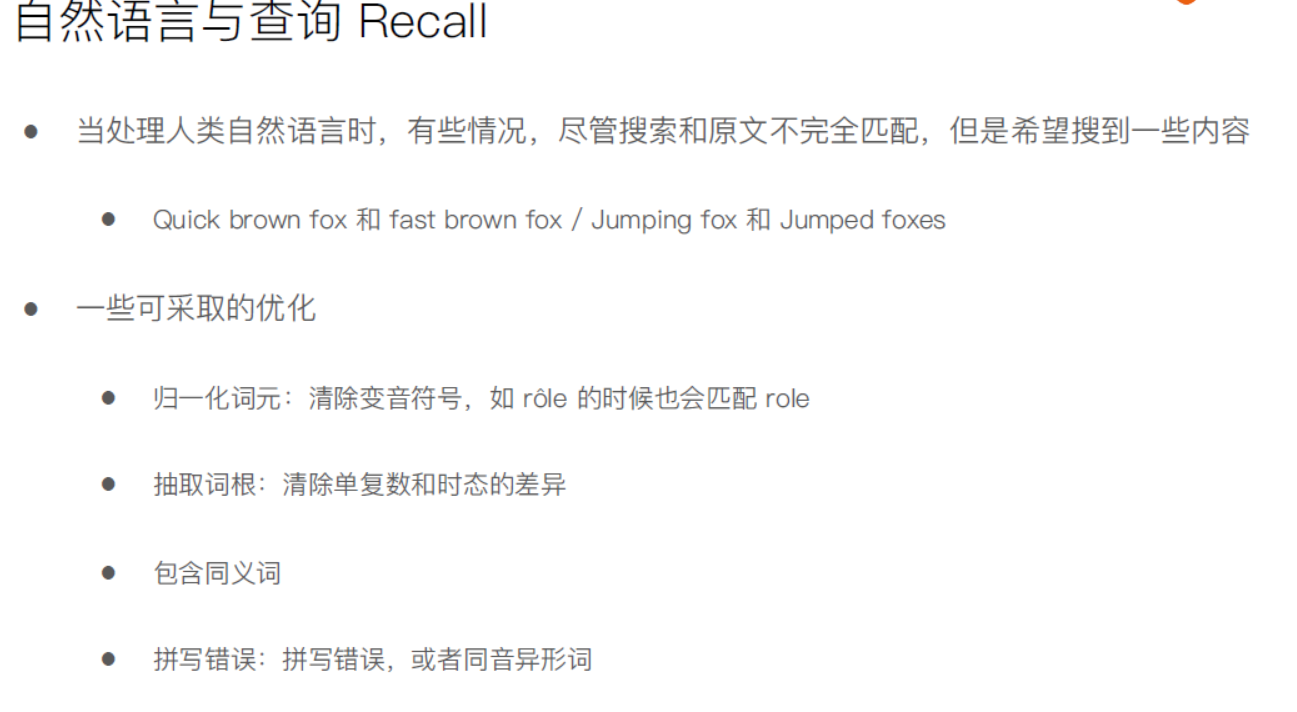 自然语言与查询 Recall
当处理人类自然语言时，有些情况，尽管搜索和原文不完全匹配，但是希望搜到一些内容
Quick brown fox 和 fast brown fox / Jumping fox 和 Jumped foxes
一些可采取的优化
归一化词元：清除变音符号，如 rôle 的时候也会匹配 role
抽取词根：清除单复数和时态的差异
包含同义词
拼写错误：拼写错误，或者同音异形词